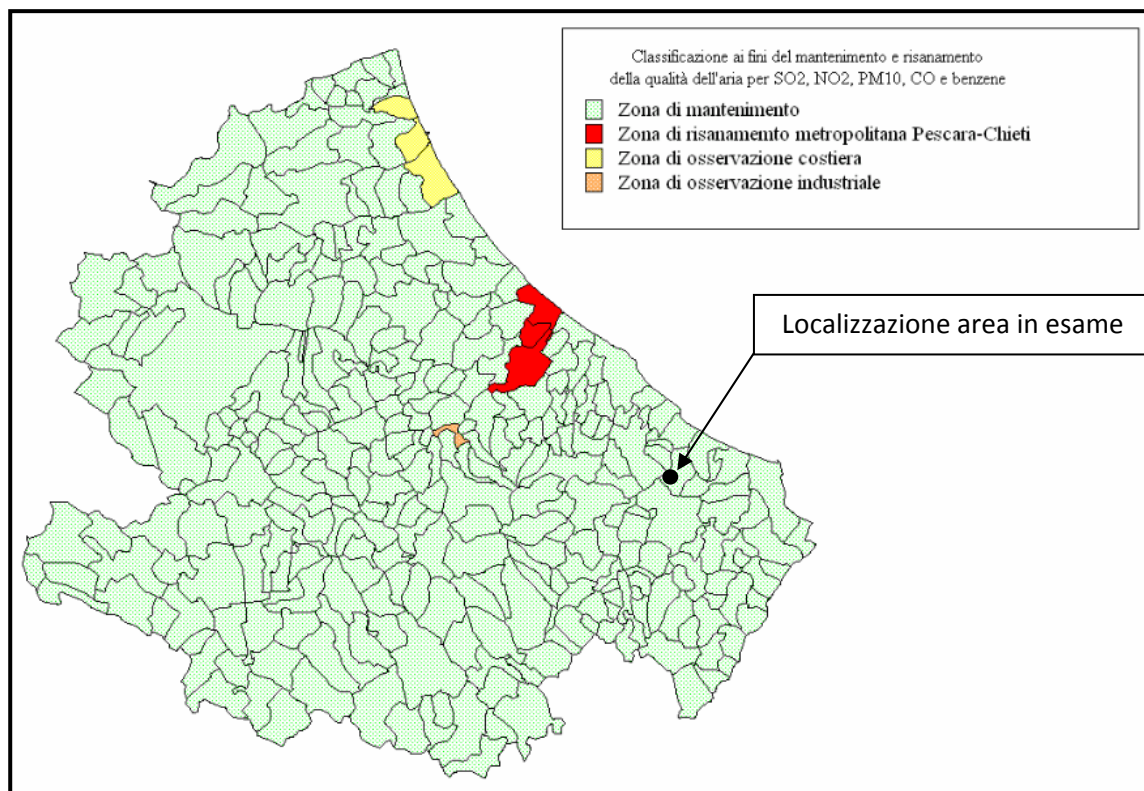 Classificazione ai fini del mantenimento e risanamento
della qualità dell'aria per SO2, NO2, PM10, CO e benzene
Zona di mantenimento
Zona di risanamento metropolitana Pescara-Chieti
Zona di osservazione costiera
Zona di osservazione industriale
Localizzazione area in esame